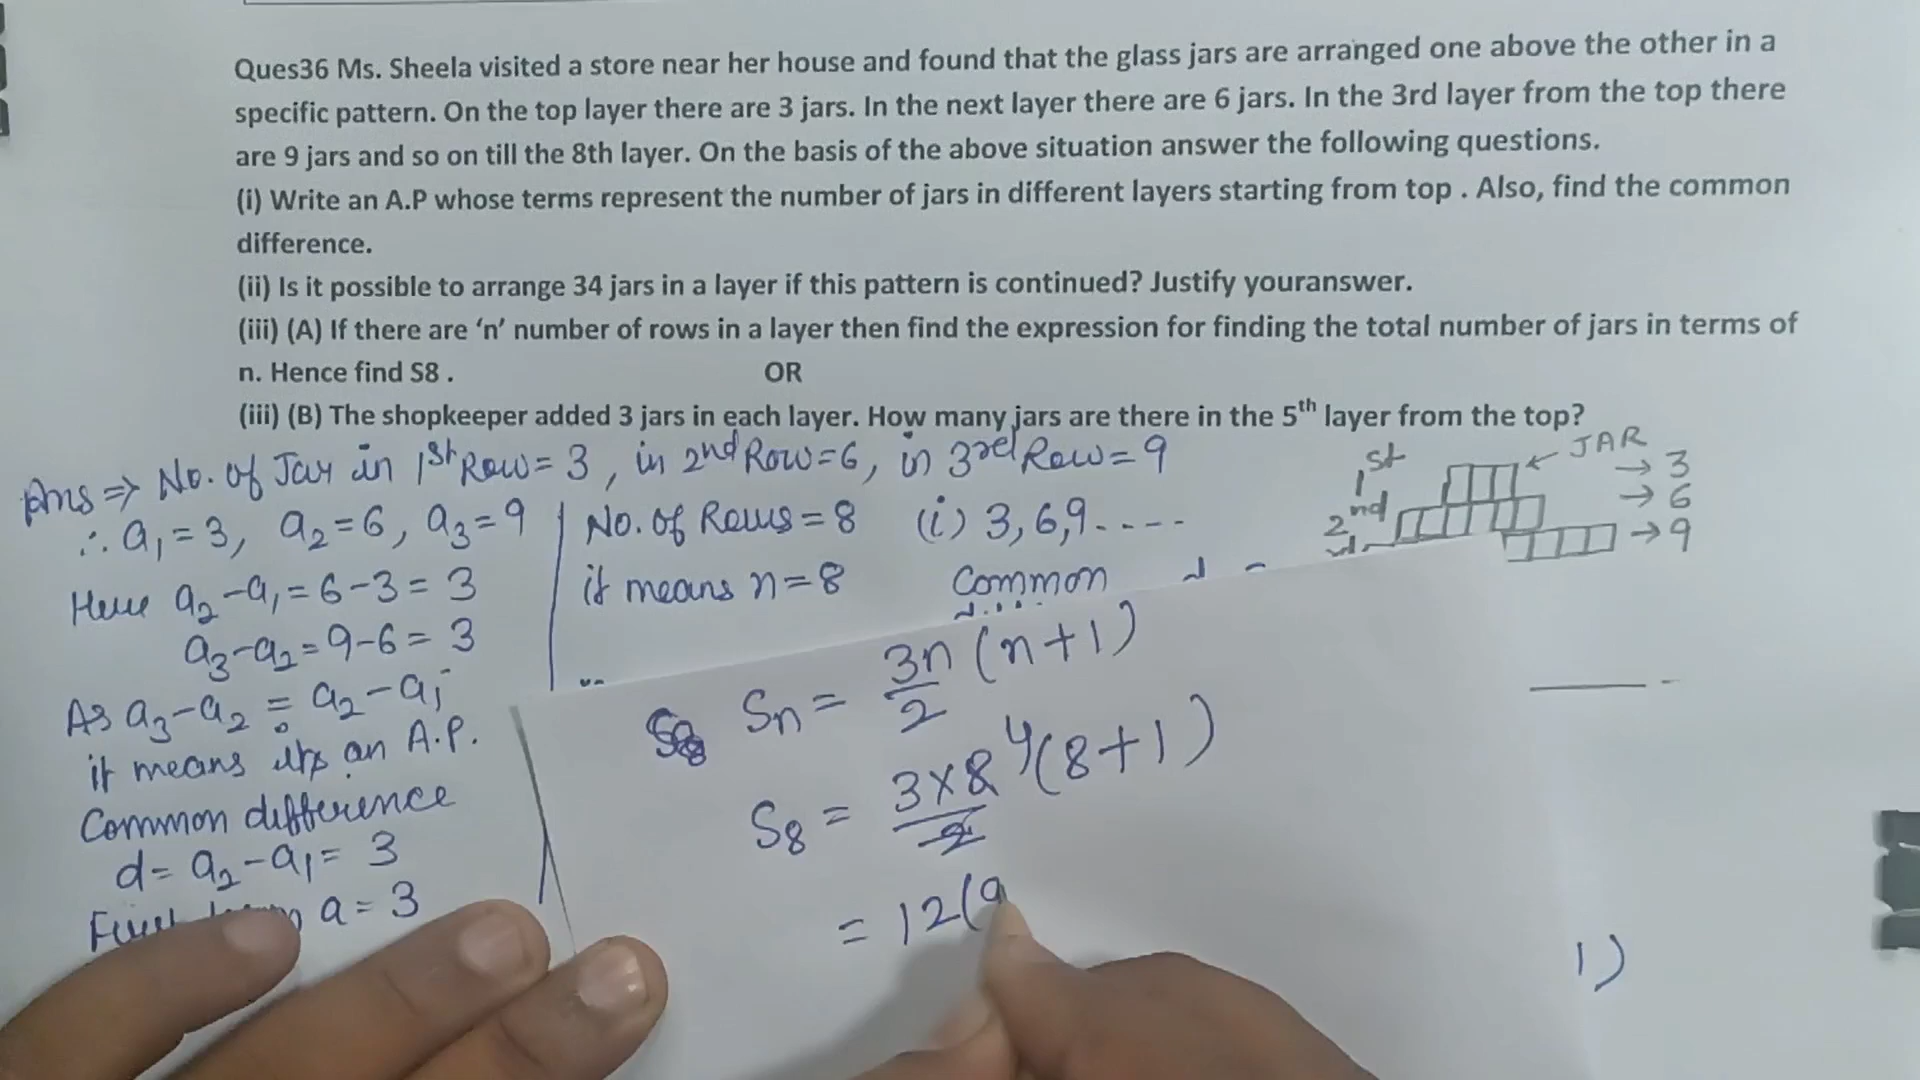 Ques36 Ms. Sheela visited a store near her house and found that the glass jars are arranged one above the other in a
specific pattern. On the top layer there are 3 jars. In the next layer there are 6 jars. In the 3rd layer from the top there
are 9 jars and so on till the 8th layer. On the basis of the above situation answer the following questions.
(i) Write an A.P whose terms represent the number of jars in different layers starting from top . Also, find the common
difference.
(ii) Is it possible to arrange 34 jars in a layer if this pattern is continued? Justify youranswer.
(iii) (A) If there are ‘n’ number of rows in a layer then find the expression for finding the total number of jars in terms of
n. Hence find S8 . OR
(iii) (B) The shopkeeper added 3 jars in each layer. How many jars are there in the 5th layer from the top?
Ans ⇒ No. of Jar in 1st Row = 3, in 2nd Row = 6, in 3rd Row = 9
∴ a₁ = 3, a₂ = 6, a₃ = 9
Here a₂ - a₁ = 6 - 3 = 3
a₃ - a₂ = 9 - 6 = 3
As a₃ - a₂ = a₂ - a₁
it means its an A.P.
Common difference
d = a₂ - a₁ = 3
a = 3
No. of Rows = 8
it means n = 8
(i) 3, 6, 9 . - - - -
Common
1st
2nd
← JAR
→ 3
→ 6
→ 9
Sn = 3n/2 (n+1)
S8 = 3×8/2 4 (8+1)
= 12(9
1)